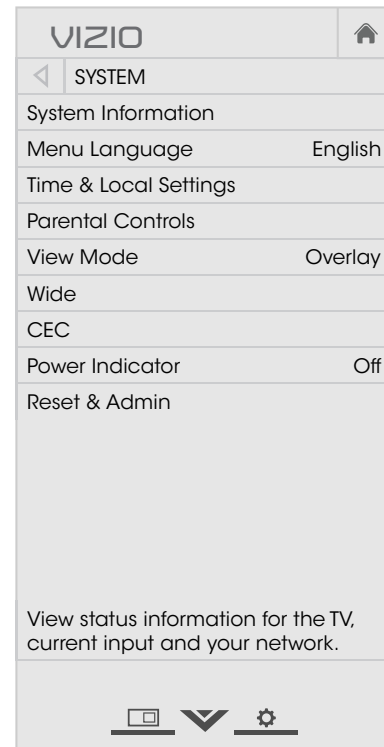 VIZIO
SYSTEM
System Information
Menu Language English
Time & Local Settings
Parental Controls
View Mode Overlay
Wide
CEC
Power Indicator Off
Reset & Admin
View status information for the TV,
current input and your network.